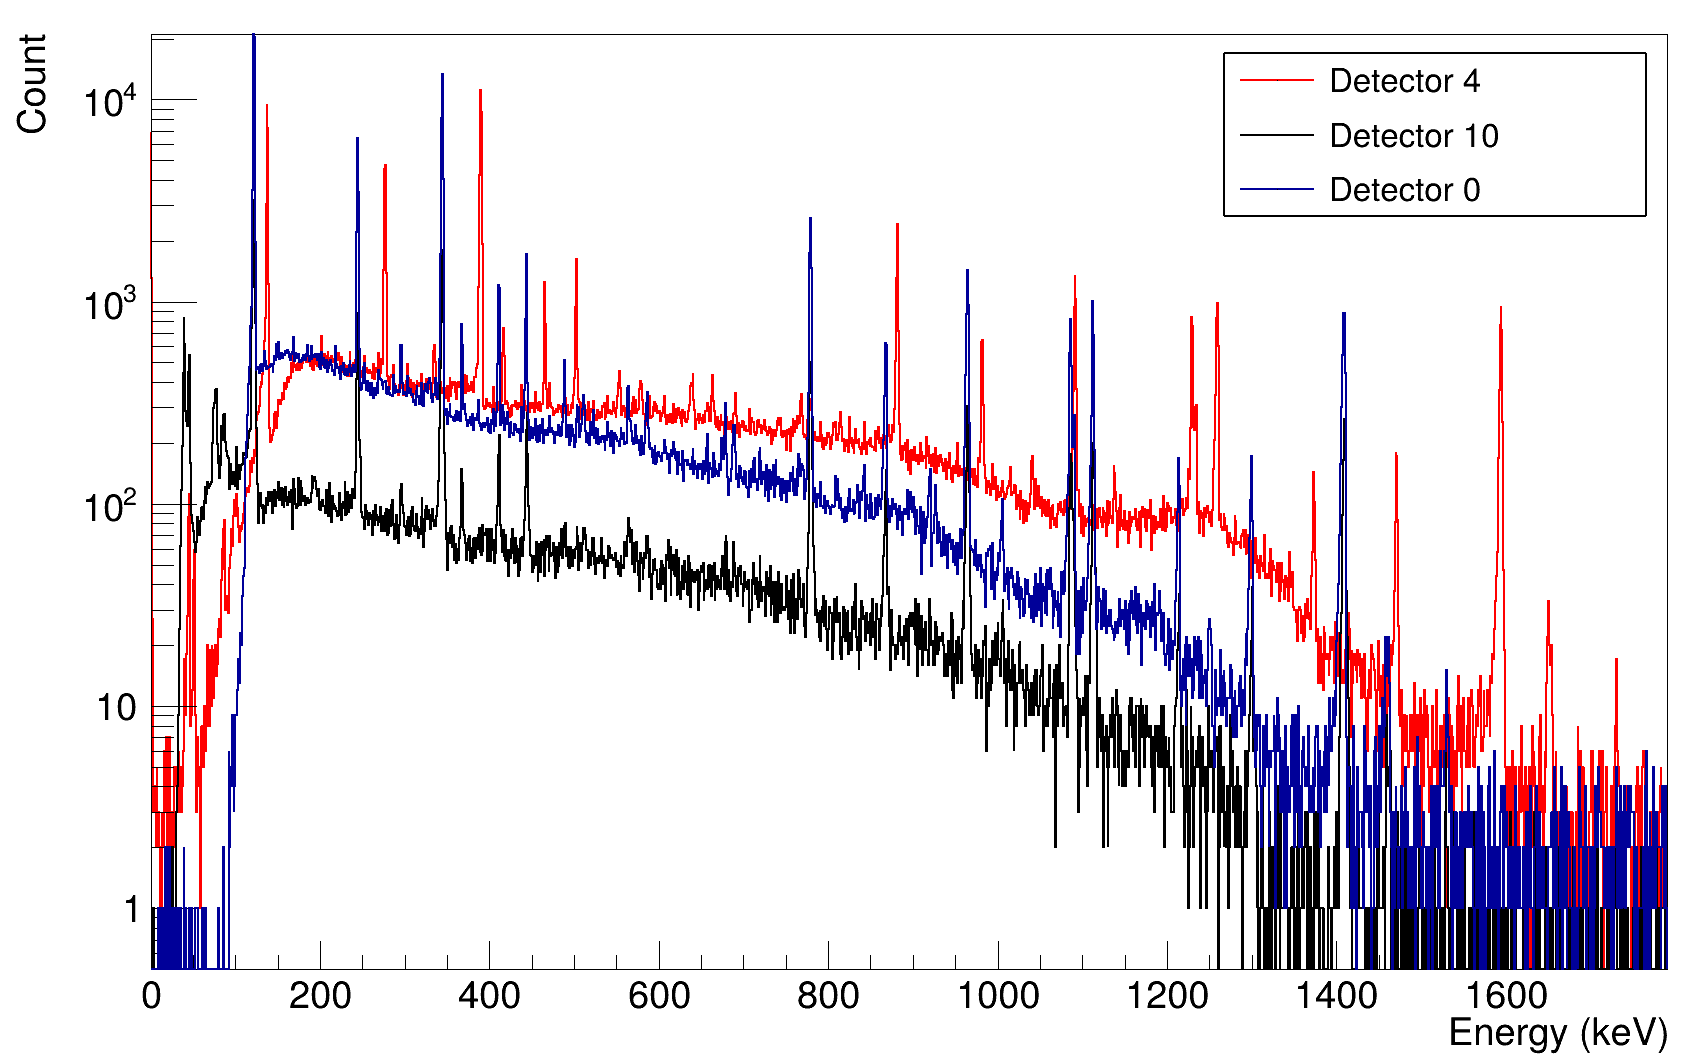 Count
10⁴
10³
10²
10
1
Detector 4
Detector 10
Detector 0
0 200 400 600 800 1000 1200 1400 1600
Energy (keV)